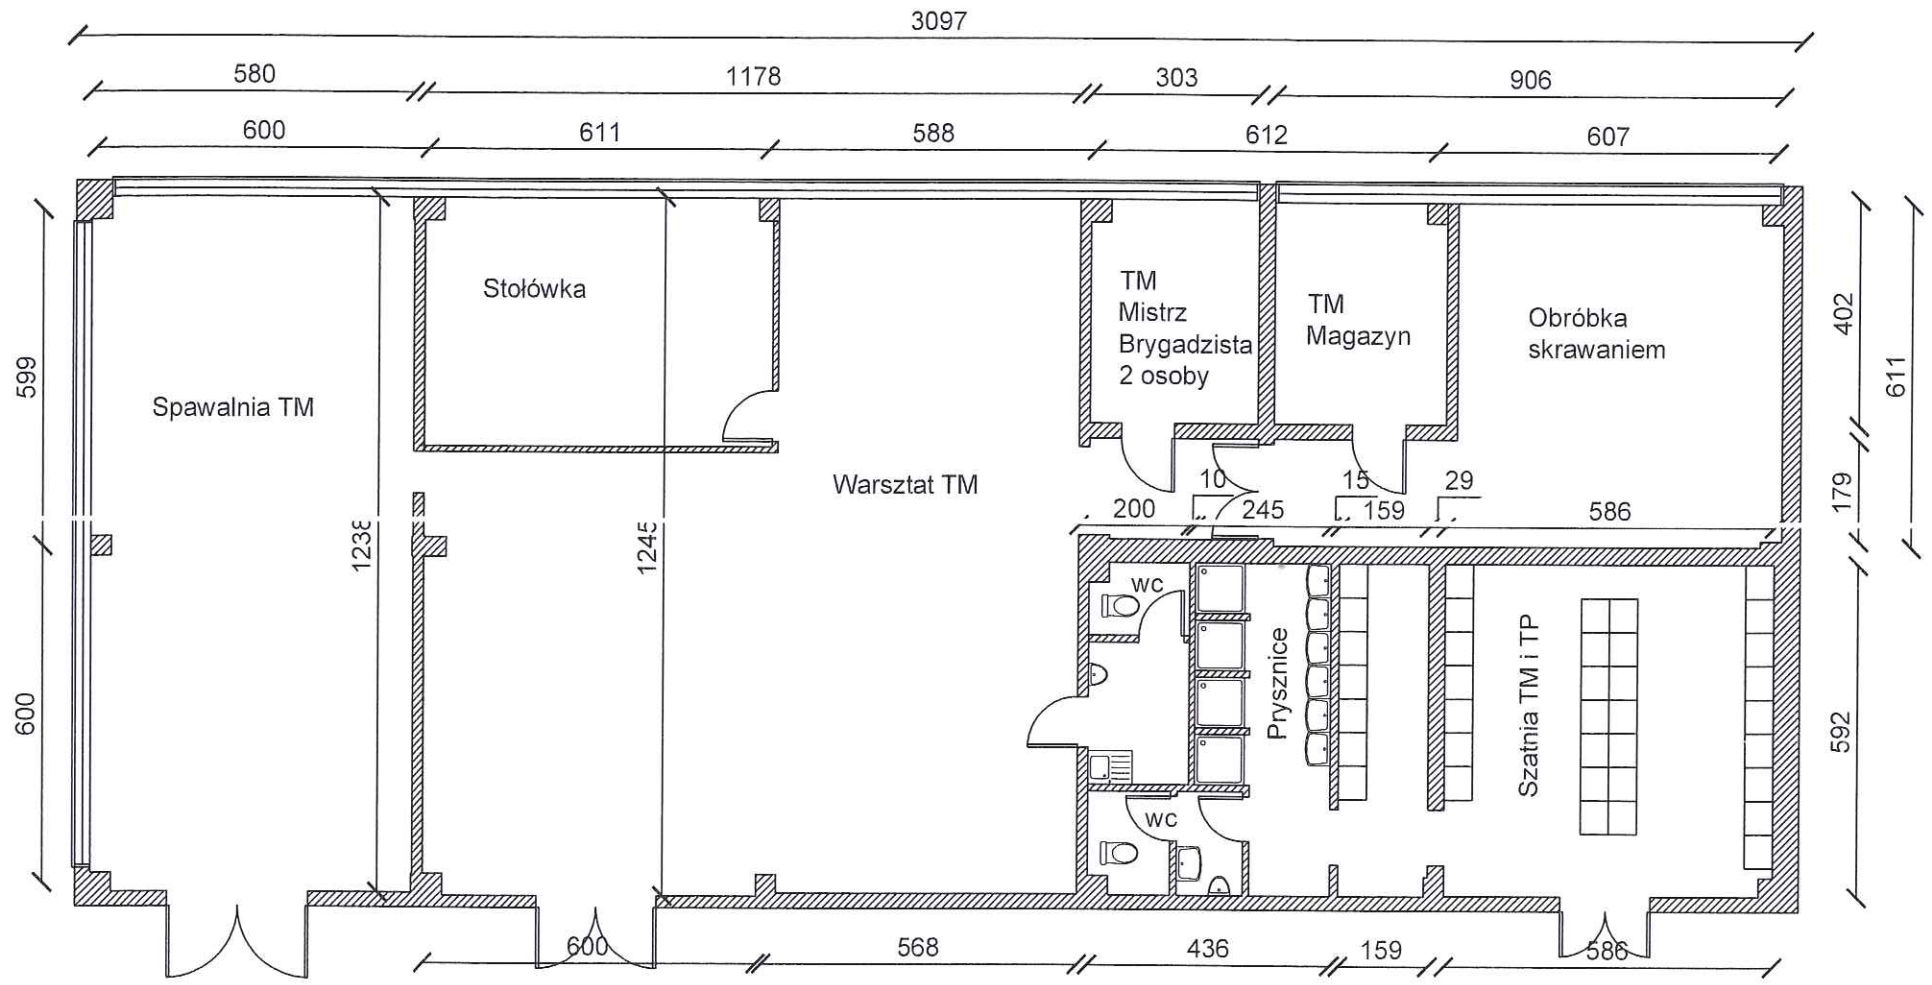 3097
580
1178
303
906
600
611
588
612
607
Stołówka
TM
Mistrz
Brygadzista
2 osoby
TM
Magazyn
Obróbka
skrawaniem
402
611
599
Spawalnia TM
Warsztat TM
10
15
29
179
200
245
159
586
1238
1245
wc
Prysznice
Szatnia TM i TP
600
592
wc
600
568
436
159
586